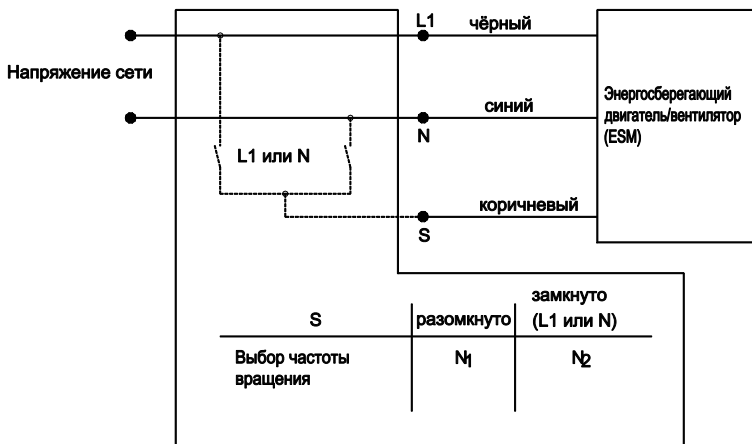 L1 чёрный
Напряжение сети
синий
N
Энергосберегающий
двигатель/вентилятор
(ESM)
L1 или N
коричневый
S
S разомкнуто замкнуто
(L1 или N)
Выбор частоты
вращения
N1 N2